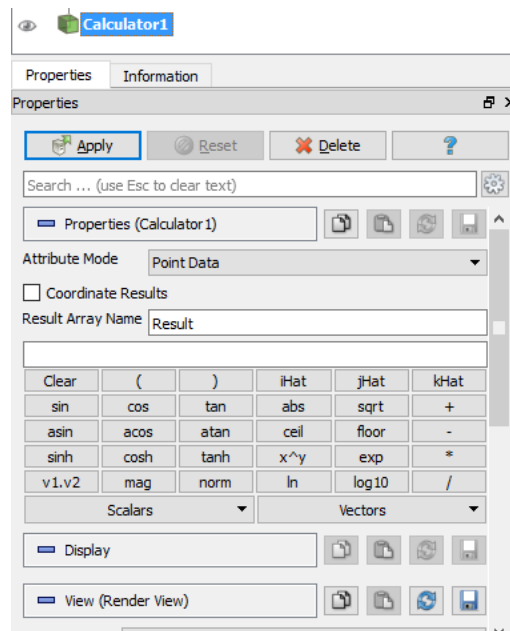 Calculator1
Properties Information
Properties
Apply Reset Delete ?
Search ... (use Esc to clear text)
Properties (Calculator1)
Attribute Mode Point Data
Coordinate Results
Result Array Name Result
Clear ( ) iHat jHat kHat
sin cos tan abs sqrt +
asin acos atan ceil floor -
sinh cosh tanh x^y exp *
v1.v2 mag norm ln log10 /
Scalars Vectors
Display
View (Render View)